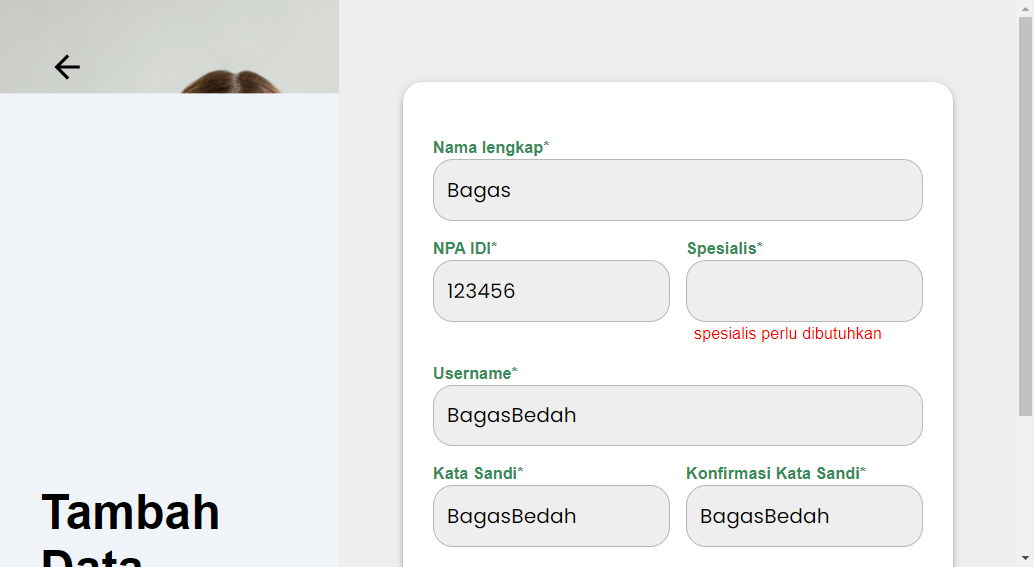 Nama lengkap*
Bagas
NPA IDI* Spesialis*
123456
spesialis perlu dibutuhkan
Username*
BagasBedah
Kata Sandi* Konfirmasi Kata Sandi*
BagasBedah BagasBedah
Tambah
Data